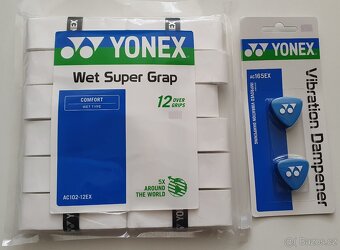 YONEX
Wet Super Grap
COMFORT
WET TYPE
12 OVER GRIPS
5X
AROUND
THE WORLD
AC102-12EX
YONEX
AC165EX
Vibration Dampener